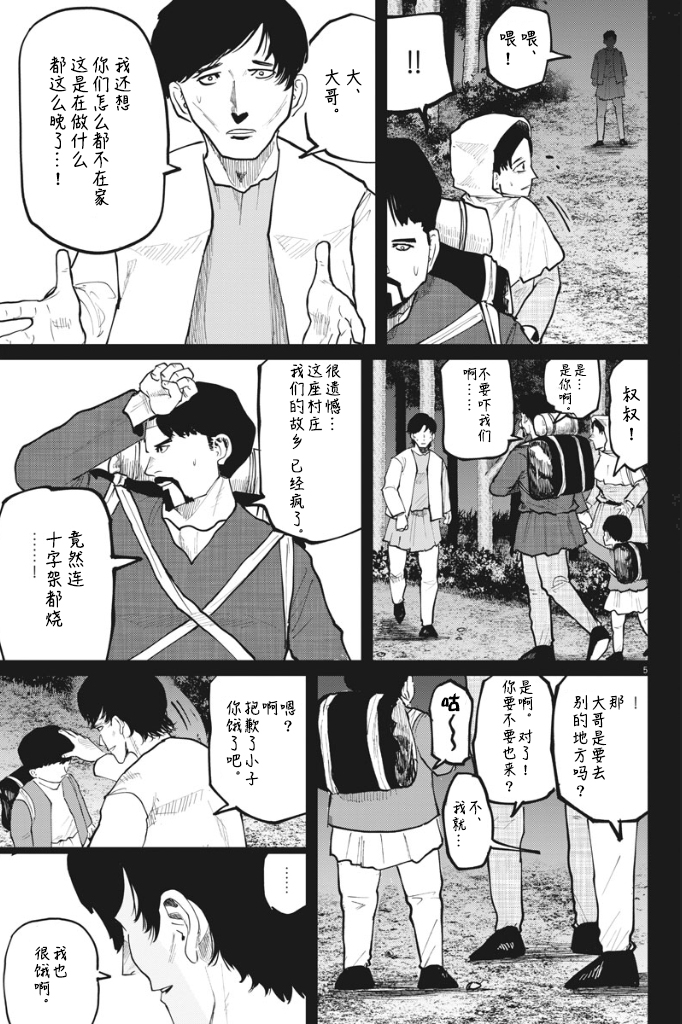 喂、
喂！
!!
大、
大哥。
我还想
你们怎么都不在家
这是在做什么
都这么晚了…！
叔叔！
是…
是你啊。
不要吓我们
啊……
很遗憾…
这座村庄
我们的故乡 已经疯了。
竟然连
十字架都烧
……！
5
！
那
大哥是要去
别的地方吗？
是啊。对了！
你要不要也来？
不、
我就…
咕～
嗯？
啊
抱歉了小子
你饿了吧。
……
我也
很饿啊。